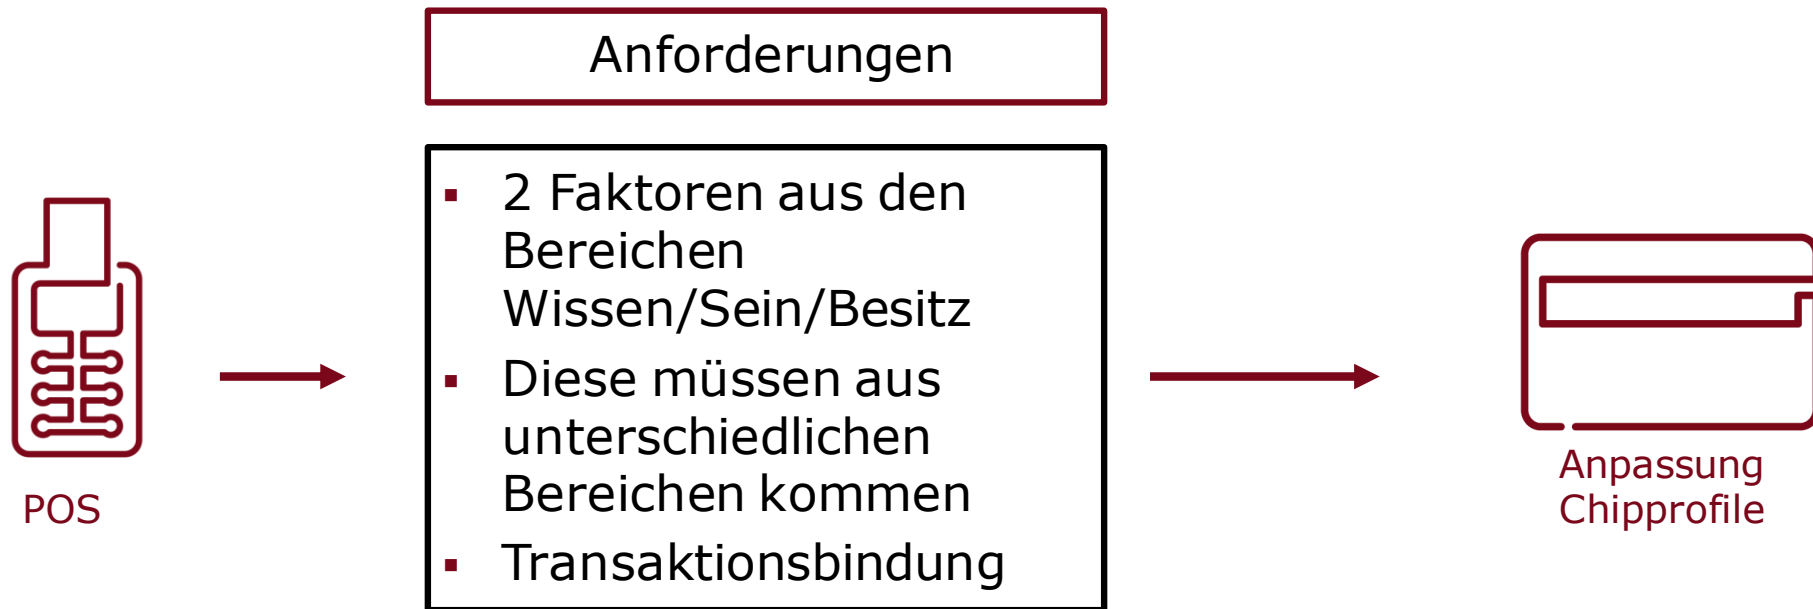 Anforderungen
▪ 2 Faktoren aus den
Bereichen
Wissen/Sein/Besitz
▪ Diese müssen aus
unterschiedlichen
Bereichen kommen
▪ Transaktionsbindung
POS
Anpassung
Chipprofile